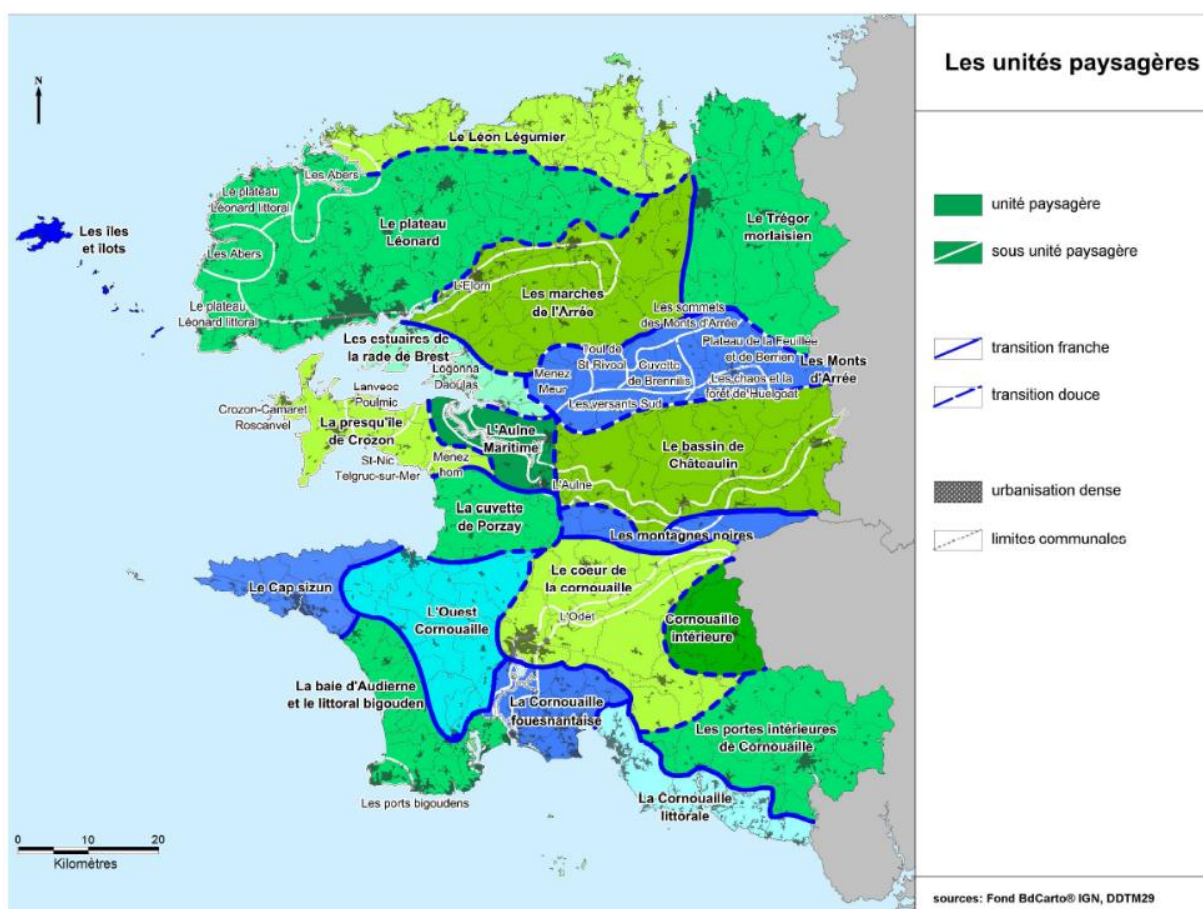 Les unités paysagères
N
Le Léon Légumier
Les Abers
Le plateau
Léonard littoral
Les îles
et îlots
Le plateau
Léonard
Le Trégor
morlaisien
Les Abers
L'Elorn
Les marches
de l'Arrée
Le plateau
Léonard littoral
Les sommets
des Monts d'Arrée
Les estuaires de
la rade de Brest
Toul de
St-Rivoal
Cuvette
de Brennilis
Plateau de la Feuillée
et de Berrien
Les Monts
d'Arrée
Logonna
Daoulas
Menez
Meur
Les chaos et la
forêt de Huelgoat
Lanveoc
Poulmic
Les versants Sud
Crozon-Camaret
Roscanvel
La presqu'île
de Crozon
L'Aulne
Maritime
Le bassin de
Châteaulin
St-Nic
Telgruc-sur-Mer
Menez
hom
L'Aulne
La cuvette
de Porzay
Les montagnes noires
Le Cap sizun
Le coeur de
la cornouaille
L'Ouest
Cornouaille
L'Odet
Cornouaille
intérieure
La baie d'Audierne
et le littoral bigouden
La Cornouaille
fouesnantaise
Les portes intérieures
de Cornouaille
Les ports bigoudens
La Cornouaille
littorale
0 10 20
Kilomètres
unité paysagère
sous unité paysagère
transition franche
transition douce
urbanisation dense
limites communales
sources: Fond BdCarto® IGN, DDTM29